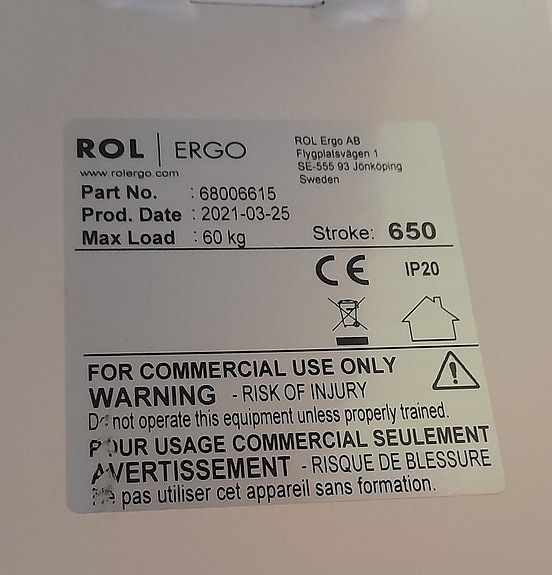 ROL | ERGO
www.rolergo.com
ROL Ergo AB
Flygplatsvägen 1
SE-555 93 Jönköping
Sweden
Part No. : 68006615
Prod. Date : 2021-03-25
Max Load : 60 kg
Stroke: 650
CE IP20
FOR COMMERCIAL USE ONLY
WARNING - RISK OF INJURY
Do not operate this equipment unless properly trained.
POUR USAGE COMMERCIAL SEULEMENT
AVERTISSEMENT - RISQUE DE BLESSURE
Ne pas utiliser cet appareil sans formation.